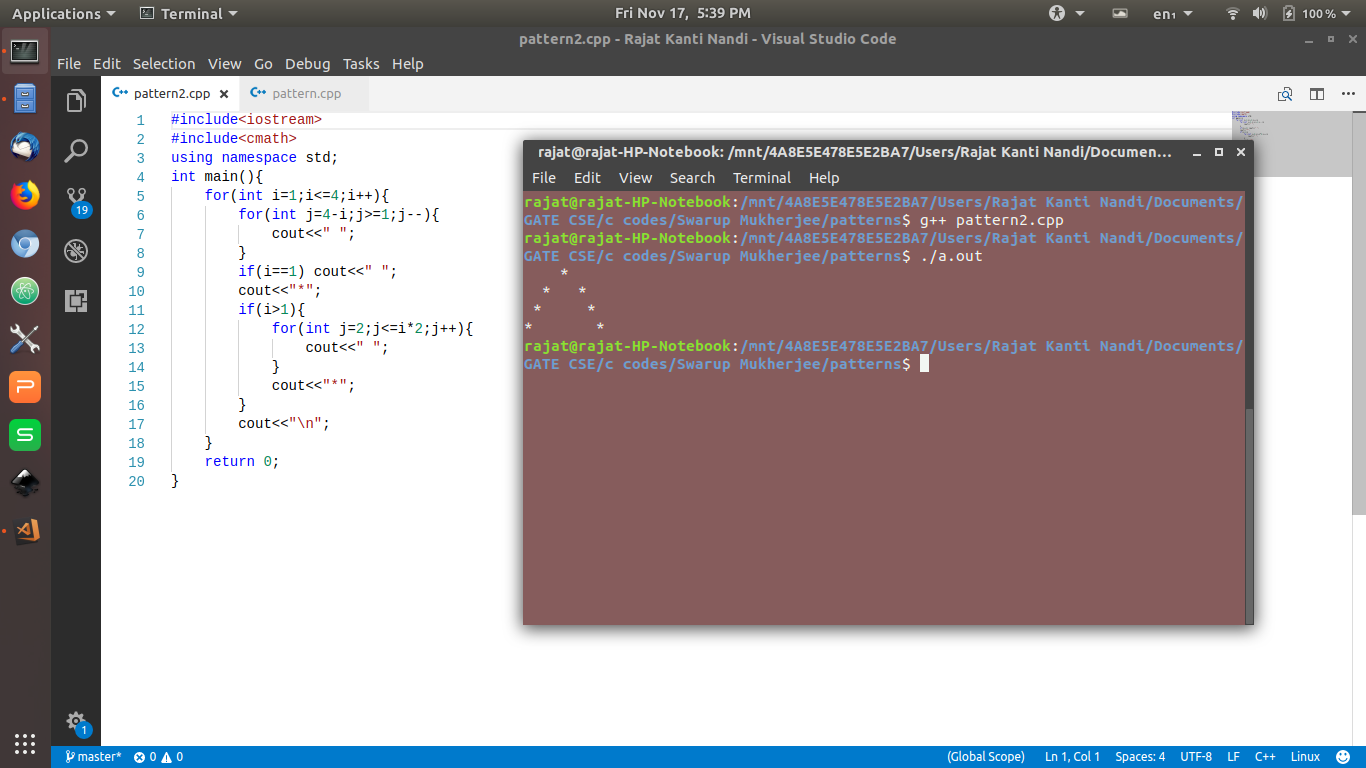 Applications Terminal Fri Nov 17, 5:39 PM en₁ 100%
pattern2.cpp - Rajat Kanti Nandi - Visual Studio Code
File Edit Selection View Go Debug Tasks Help
pattern2.cpp pattern.cpp
1 #include<iostream>
2 #include<cmath>
3 using namespace std;
4 int main(){
5     for(int i=1;i<=4;i++){
6         for(int j=4-i;j>=1;j--){
7             cout<<" ";
8         }
9         if(i==1) cout<<" ";
10         cout<<"*";
11         if(i>1){
12             for(int j=2;j<=i*2;j++){
13                 cout<<" ";
14             }
15             cout<<"*";
16         }
17         cout<<"\n";
18     }
19     return 0;
20 }
rajat@rajat-HP-Notebook: /mnt/4A8E5E478E5E2BA7/Users/Rajat Kanti Nandi/Documen...
File Edit View Search Terminal Help
rajat@rajat-HP-Notebook:/mnt/4A8E5E478E5E2BA7/Users/Rajat Kanti Nandi/Documents/
GATE CSE/c codes/Swarup Mukherjee/patterns$ g++ pattern2.cpp
rajat@rajat-HP-Notebook:/mnt/4A8E5E478E5E2BA7/Users/Rajat Kanti Nandi/Documents/
GATE CSE/c codes/Swarup Mukherjee/patterns$ ./a.out
    *
  *   *
 *     *
*       *
rajat@rajat-HP-Notebook:/mnt/4A8E5E478E5E2BA7/Users/Rajat Kanti Nandi/Documents/
GATE CSE/c codes/Swarup Mukherjee/patterns$
19
P
S
1
master* 0 0 (Global Scope) Ln 1, Col 1 Spaces: 4 UTF-8 LF C++ Linux